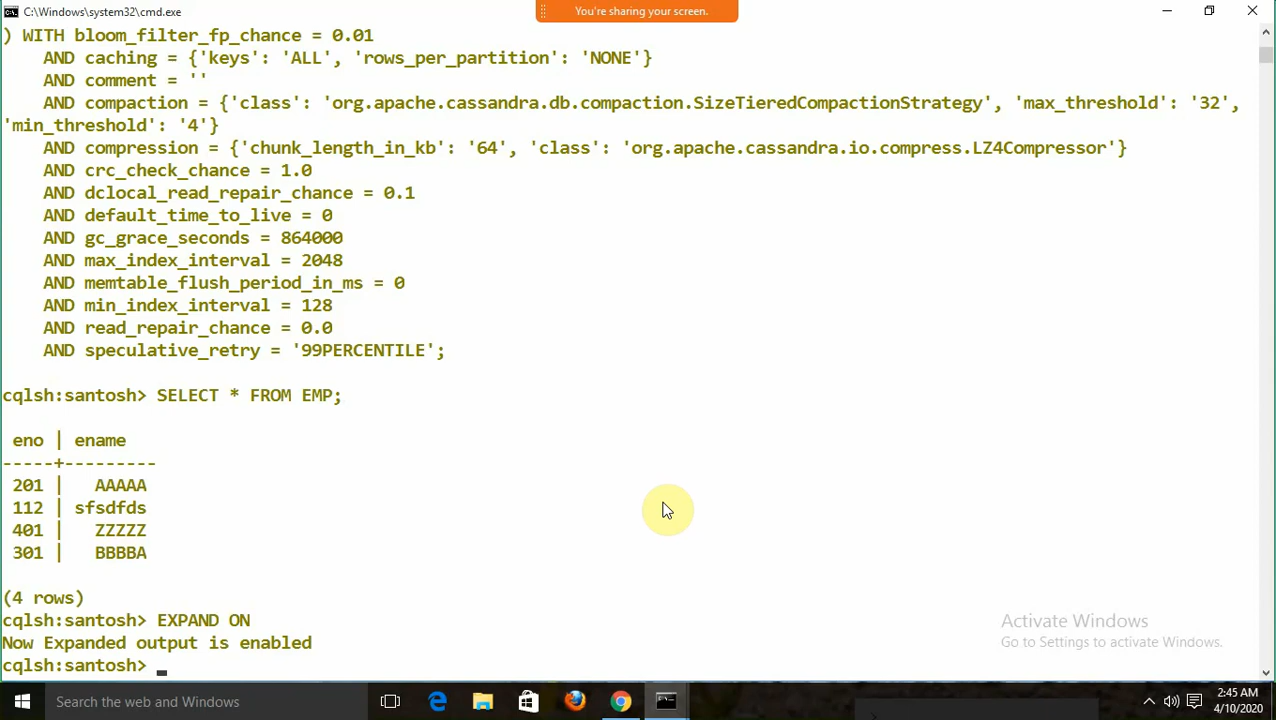 C:\Windows\system32\cmd.exe
You're sharing your screen.
) WITH bloom_filter_fp_chance = 0.01
    AND caching = {'keys': 'ALL', 'rows_per_partition': 'NONE'}
    AND comment = ''
    AND compaction = {'class': 'org.apache.cassandra.db.compaction.SizeTieredCompactionStrategy', 'max_threshold': '32',
'min_threshold': '4'}
    AND compression = {'chunk_length_in_kb': '64', 'class': 'org.apache.cassandra.io.compress.LZ4Compressor'}
    AND crc_check_chance = 1.0
    AND dclocal_read_repair_chance = 0.1
    AND default_time_to_live = 0
    AND gc_grace_seconds = 864000
    AND max_index_interval = 2048
    AND memtable_flush_period_in_ms = 0
    AND min_index_interval = 128
    AND read_repair_chance = 0.0
    AND speculative_retry = '99PERCENTILE';
cqlsh:santosh> SELECT * FROM EMP;
 eno | ename
-----+---------
 201 |   AAAAA
 112 | sfsdfds
 401 |   ZZZZZ
 301 |   BBBBA
(4 rows)
cqlsh:santosh> EXPAND ON
Now Expanded output is enabled
cqlsh:santosh>
Activate Windows
Go to Settings to activate Windows.
Search the web and Windows
2:45 AM
4/10/2020